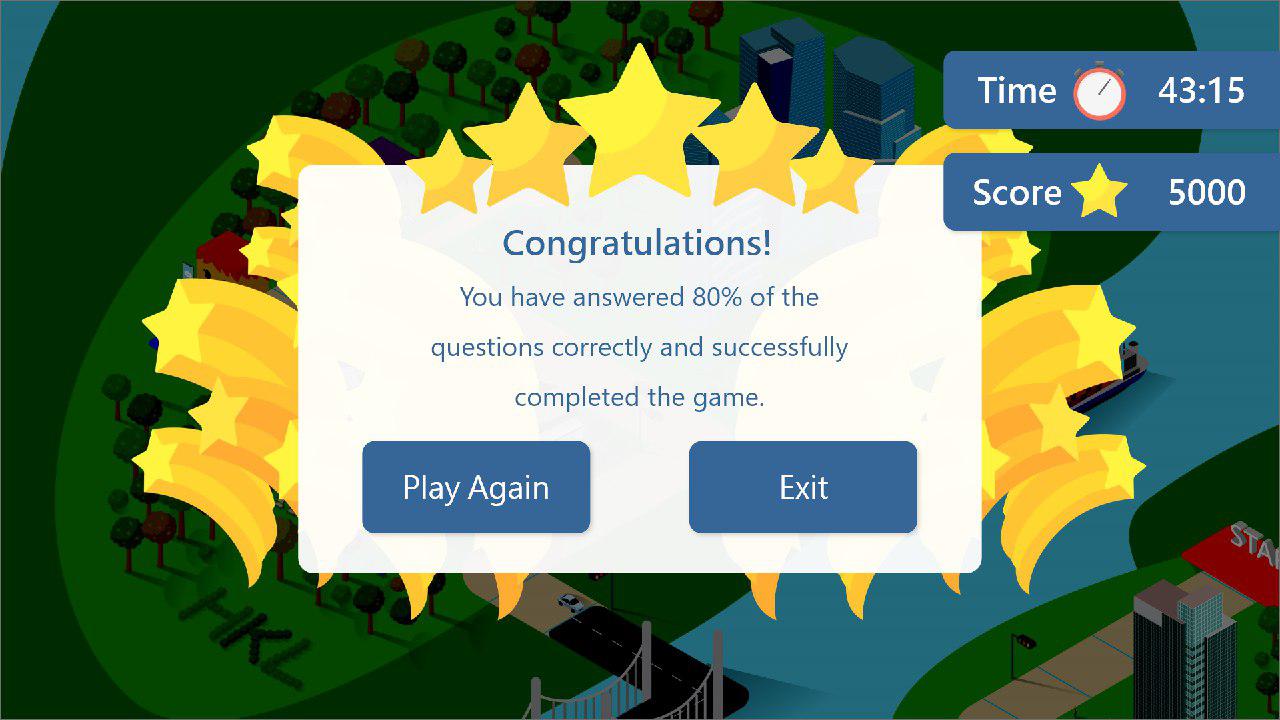 Time 43:15
Score 5000
Congratulations!
You have answered 80% of the
questions correctly and successfully
completed the game.
Play Again
Exit
HKL